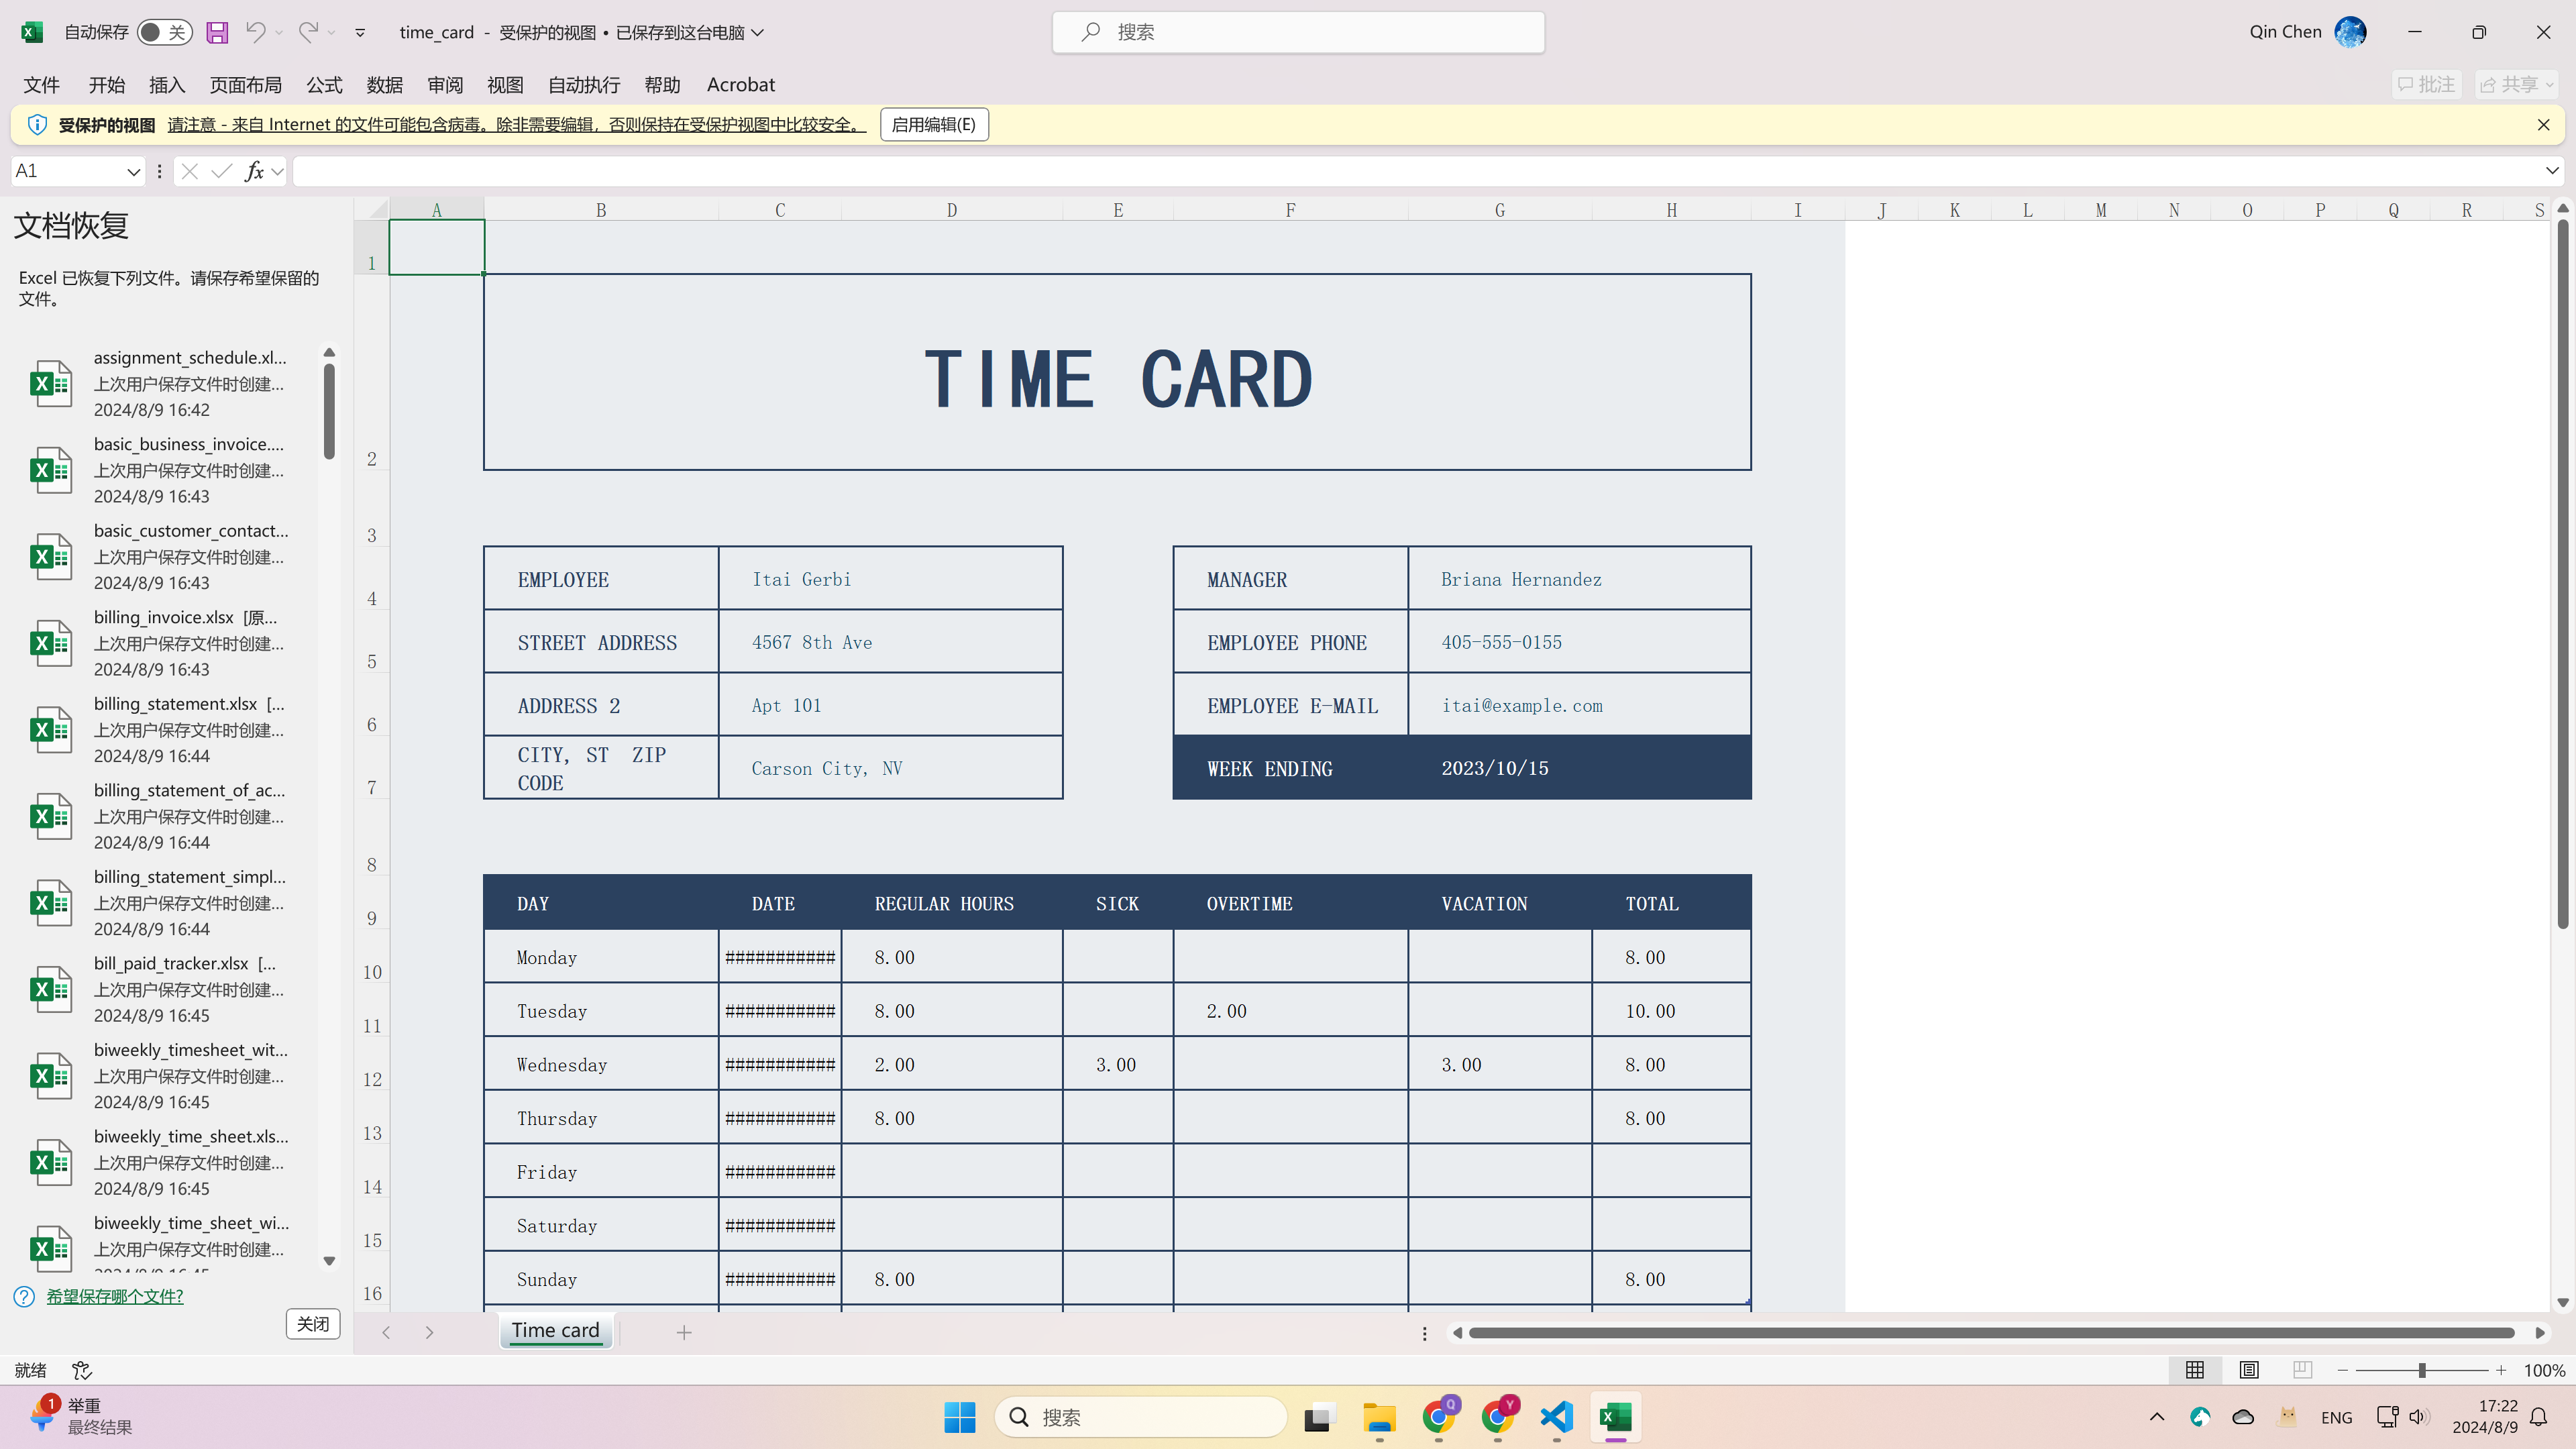 自动保存 关 time_card - 受保护的视图 • 已保存到这台电脑 搜索 Qin Chen
文件 开始 插入 页面布局 公式 数据 审阅 视图 自动执行 帮助 Acrobat 批注 共享
受保护的视图 请注意 - 来自 Internet 的文件可能包含病毒。除非需要编辑，否则保持在受保护视图中比较安全。 启用编辑(E)
A1 fx
文档恢复
Excel 已恢复下列文件。请保存希望保留的
文件。
assignment_schedule.xl...
上次用户保存文件时创建...
2024/8/9 16:42
basic_business_invoice....
上次用户保存文件时创建...
2024/8/9 16:43
basic_customer_contact...
上次用户保存文件时创建...
2024/8/9 16:43
billing_invoice.xlsx [原...
上次用户保存文件时创建...
2024/8/9 16:43
billing_statement.xlsx [...
上次用户保存文件时创建...
2024/8/9 16:44
billing_statement_of_ac...
上次用户保存文件时创建...
2024/8/9 16:44
billing_statement_simpl...
上次用户保存文件时创建...
2024/8/9 16:44
bill_paid_tracker.xlsx [...
上次用户保存文件时创建...
2024/8/9 16:45
biweekly_timesheet_wit...
上次用户保存文件时创建...
2024/8/9 16:45
biweekly_time_sheet.xls...
上次用户保存文件时创建...
2024/8/9 16:45
biweekly_time_sheet_wi...
上次用户保存文件时创建...
希望保存哪个文件?
关闭
A B C D E F G H I J K L M N O P Q R S
1
2 TIME CARD
3
4 EMPLOYEE Itai Gerbi MANAGER Briana Hernandez
5 STREET ADDRESS 4567 8th Ave EMPLOYEE PHONE 405-555-0155
6 ADDRESS 2 Apt 101 EMPLOYEE E-MAIL itai@example.com
7 CITY, ST ZIP CODE Carson City, NV WEEK ENDING 2023/10/15
8
9 DAY DATE REGULAR HOURS SICK OVERTIME VACATION TOTAL
10 Monday ########### 8.00 8.00
11 Tuesday ########### 8.00 2.00 10.00
12 Wednesday ########### 2.00 3.00 3.00 8.00
13 Thursday ########### 8.00 8.00
14 Friday ###########
15 Saturday ###########
16 Sunday ########### 8.00 8.00
Time card
就绪 100%
1 举重
最终结果
搜索 Q Y ENG 17:22
2024/8/9